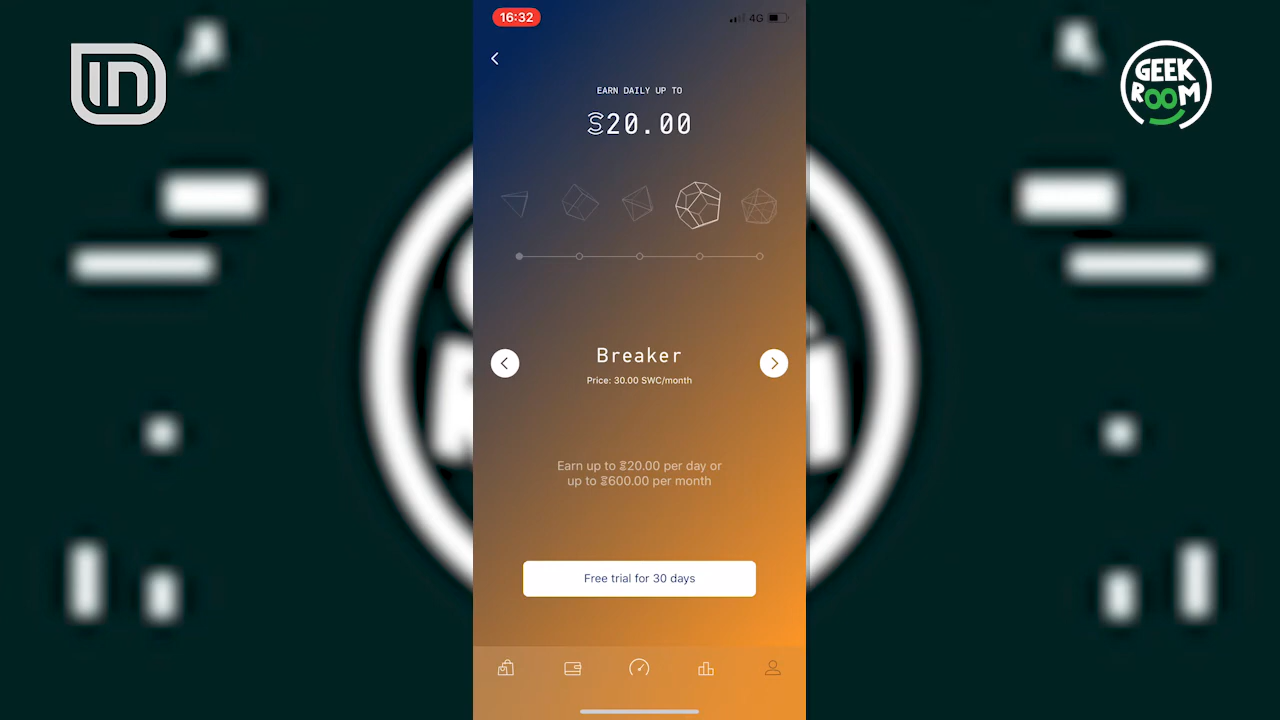 16:32
4G
IN
GEEK
ROOM
EARN DAILY UP TO
S20.00
Breaker
Price: 30.00 SWC/month
Earn up to S20.00 per day or
up to S600.00 per month
Free trial for 30 days